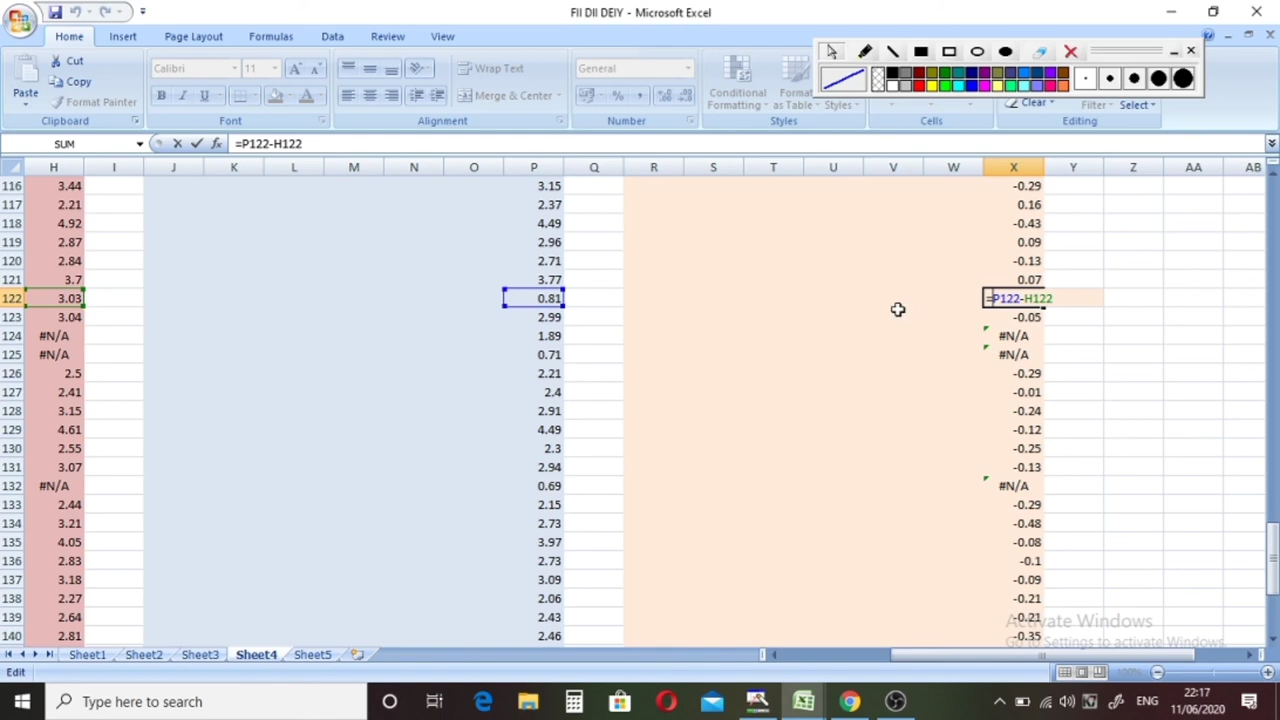 FII DII DEIY - Microsoft Excel
Home Insert Page Layout Formulas Data Review View
Paste Cut Copy Format Painter
Calibri 11
Wrap Text
Merge & Cen
General
Conditional Formatting
Format as Table
Styles
Clear
Filter Select
Clipboard Font Alignment Number Styles Cells Editing
SUM =P122-H122
H I J K L M N O P Q R S T U V W X Y Z AA AB
116 3.44 3.15 -0.29
117 2.21 2.37 0.16
118 4.92 4.49 -0.43
119 2.87 2.96 0.09
120 2.84 2.71 -0.13
121 3.7 3.77 0.07
122 3.03 0.81 =P122-H122
123 3.04 2.99 -0.05
124 #N/A 1.89 #N/A
125 #N/A 0.71 #N/A
126 2.5 2.21 -0.29
127 2.41 2.4 -0.01
128 3.15 2.91 -0.24
129 4.61 4.49 -0.12
130 2.55 2.3 -0.25
131 3.07 2.94 -0.13
132 #N/A 0.69 #N/A
133 2.44 2.15 -0.29
134 3.21 2.73 -0.48
135 4.05 3.97 -0.08
136 2.83 2.73 -0.1
137 3.18 3.09 -0.09
138 2.27 2.06 -0.21
139 2.64 2.43 -0.21
140 2.81 2.46 -0.35
Activate Windows
Go to Settings to activate Windows.
Sheet1 Sheet2 Sheet3 Sheet4 Sheet5
Edit 100%
Type here to search
ENG
22:17
11/06/2020